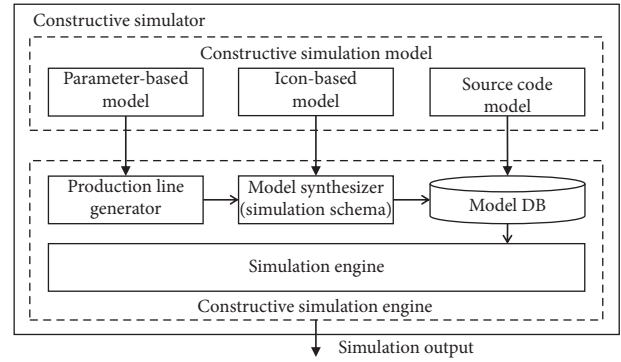 Constructive simulator
Constructive simulation model
Parameter-based
model
Icon-based
model
Source code
model
Production line
generator
Model synthesizer
(simulation schema)
Model DB
Simulation engine
Constructive simulation engine
Simulation output